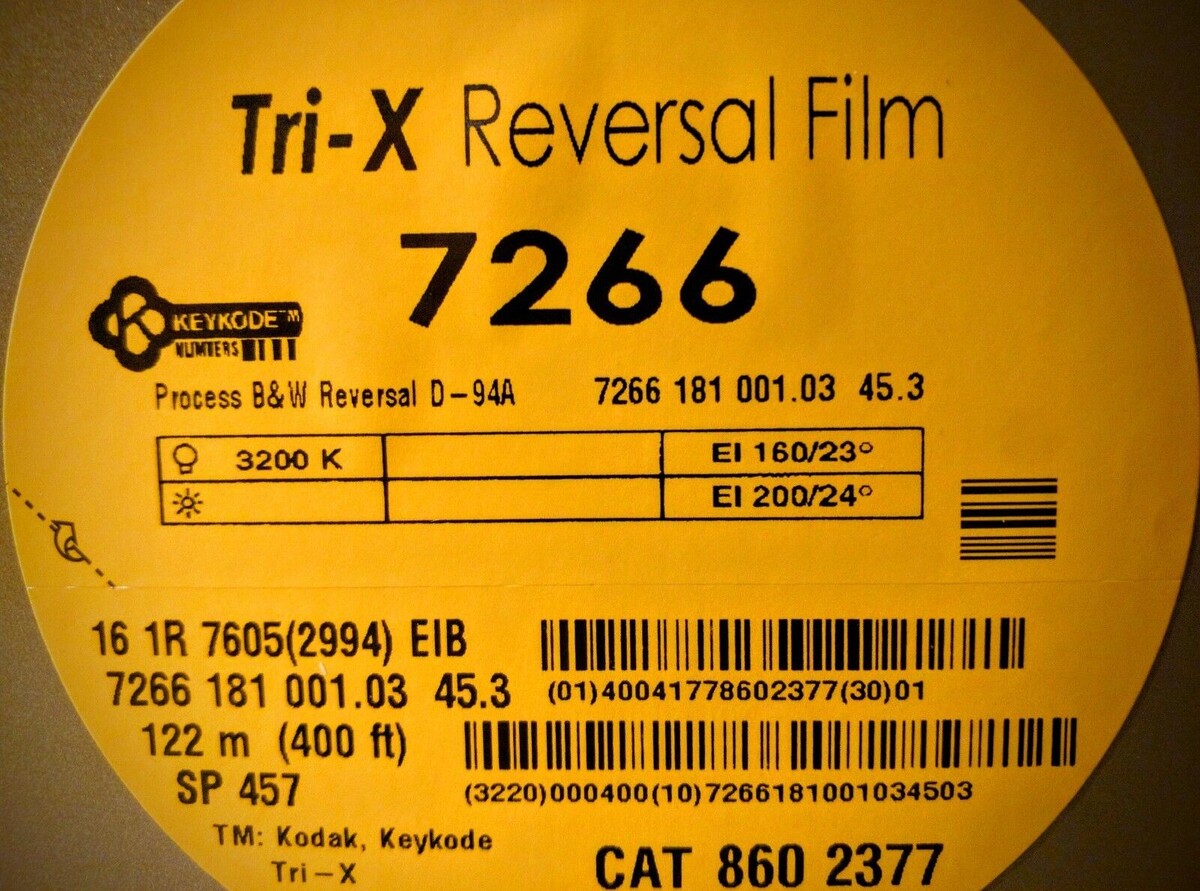 Tri-X Reversal Film
7266
KEYKODE™
NUMBERS
Process B&W Reversal D-94A 7266 181 001.03 45.3
3200 K EI 160/23°
EI 200/24°
16 1R 7605(2994) EIB
(01)40041778602377(30)01
7266 181 001.03 45.3
122 m (400 ft)
SP 457
(3220)000400(10)7266181001034503
TM: Kodak, Keykode
Tri-X
CAT 860 2377